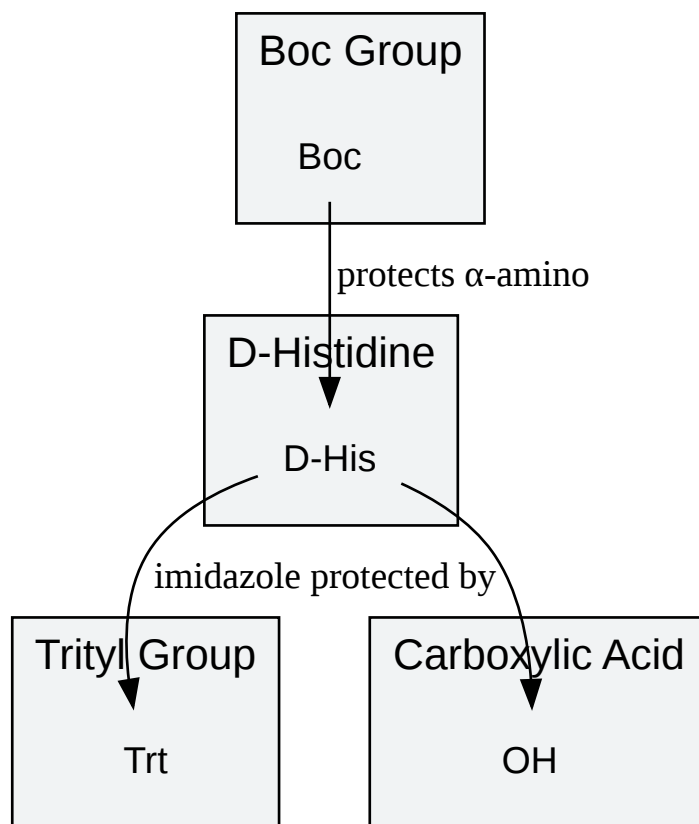 Boc Group
Boc
protects α-amino
D-Histidine
D-His
imidazole protected by
Trityl Group
Carboxylic Acid
Trt
OH